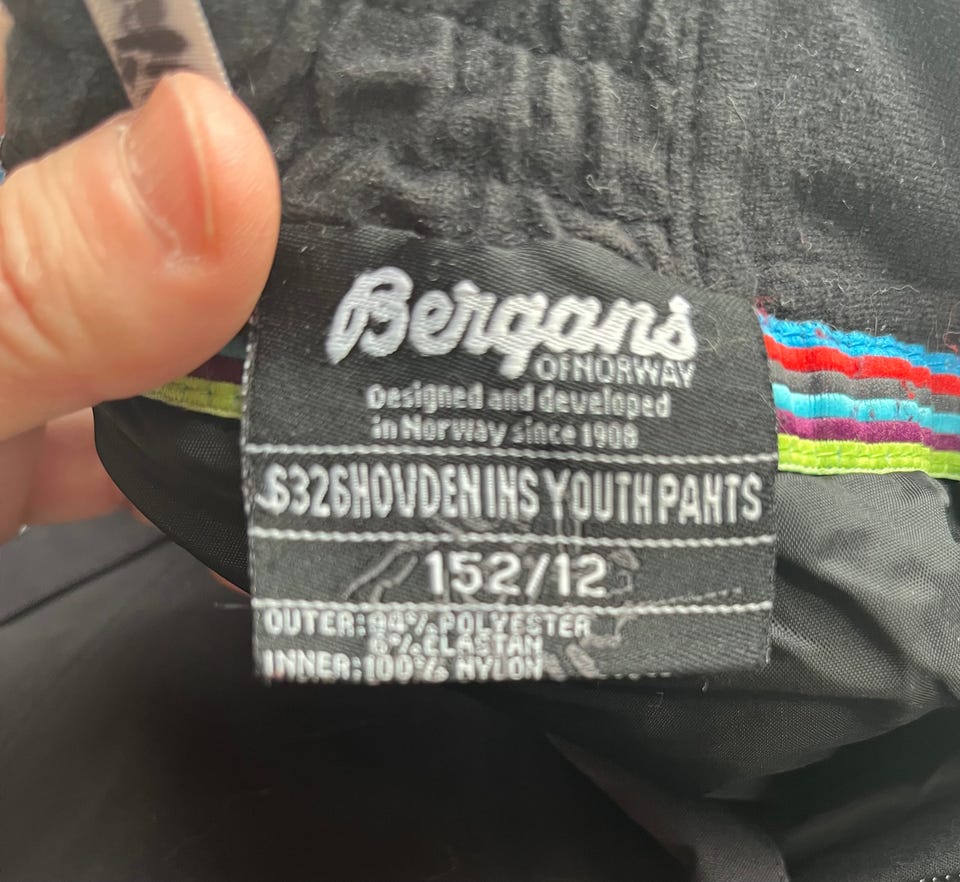 Bergans
OF NORWAY
Designed and developed
in Norway since 1908
6326 HOVDEN INS YOUTH PANTS
152/12
OUTER: 94% POLYESTER
6% ELASTAN
INNER: 100% NYLON